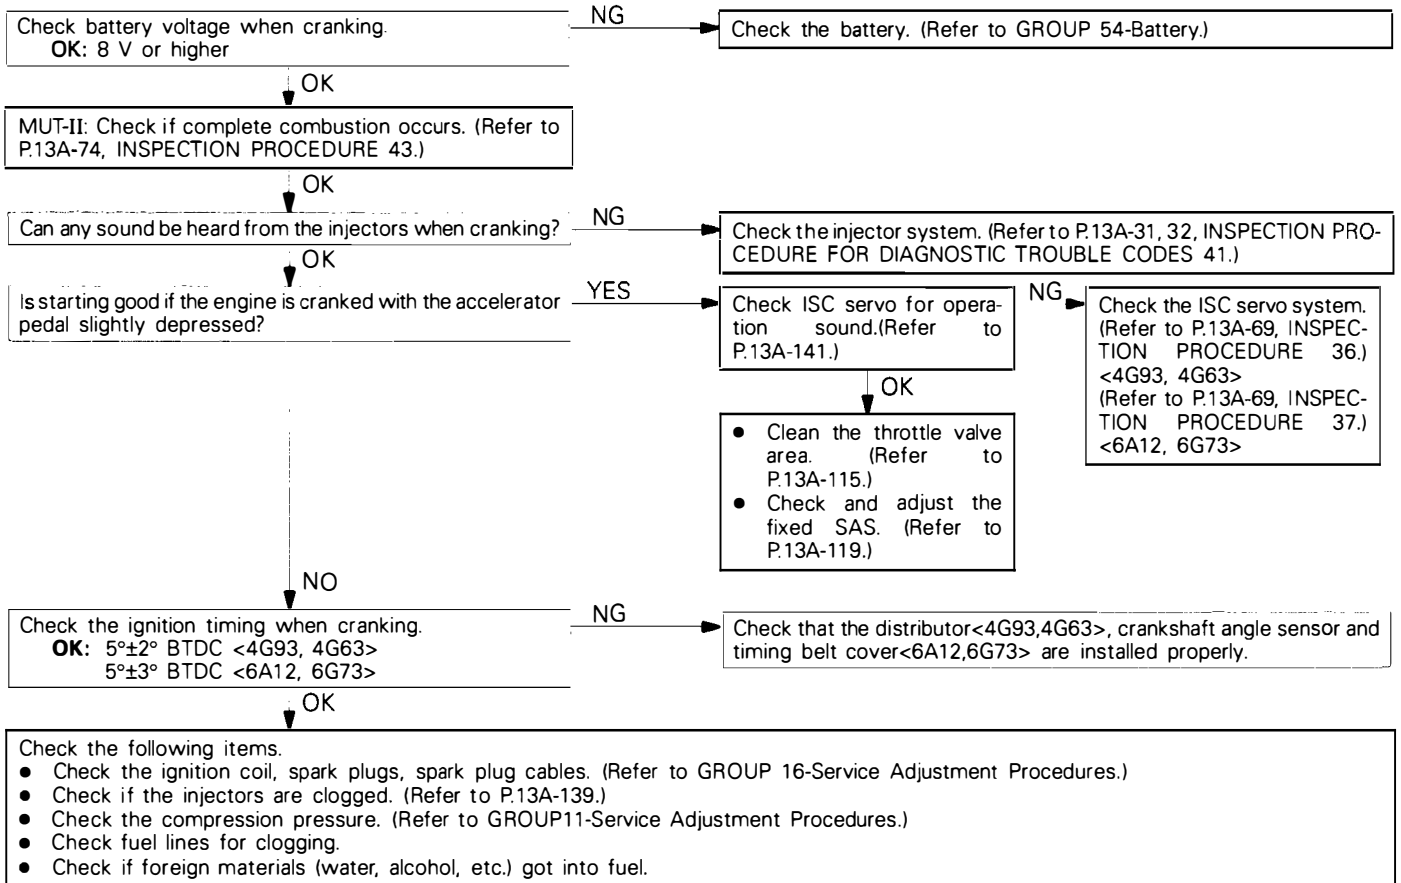 Check battery voltage when cranking.
OK: 8 V or higher
NG
Check the battery. (Refer to GROUP 54-Battery.)
OK
MUT-II: Check if complete combustion occurs. (Refer to
P.13A-74, INSPECTION PROCEDURE 43.)
OK
Can any sound be heard from the injectors when cranking?
NG
Check the injector system. (Refer to P.13A-31, 32, INSPECTION PRO-
CEDURE FOR DIAGNOSTIC TROUBLE CODES 41.)
OK
Is starting good if the engine is cranked with the accelerator
pedal slightly depressed?
YES
Check ISC servo for opera-
tion sound.(Refer to
P.13A-141.)
NG
Check the ISC servo system.
(Refer to P.13A-69, INSPEC-
TION PROCEDURE 36.)
<4G93, 4G63>
(Refer to P.13A-69, INSPEC-
TION PROCEDURE 37.)
<6A12, 6G73>
OK
● Clean the throttle valve
area. (Refer to
P.13A-115.)
● Check and adjust the
fixed SAS. (Refer to
P.13A-119.)
NO
Check the ignition timing when cranking.
OK: 5°±2° BTDC <4G93, 4G63>
5°±3° BTDC <6A12, 6G73>
NG
Check that the distributor<4G93,4G63>, crankshaft angle sensor and
timing belt cover<6A12,6G73> are installed properly.
OK
Check the following items.
● Check the ignition coil, spark plugs, spark plug cables. (Refer to GROUP 16-Service Adjustment Procedures.)
● Check if the injectors are clogged. (Refer to P.13A-139.)
● Check the compression pressure. (Refer to GROUP11-Service Adjustment Procedures.)
● Check fuel lines for clogging.
● Check if foreign materials (water, alcohol, etc.) got into fuel.